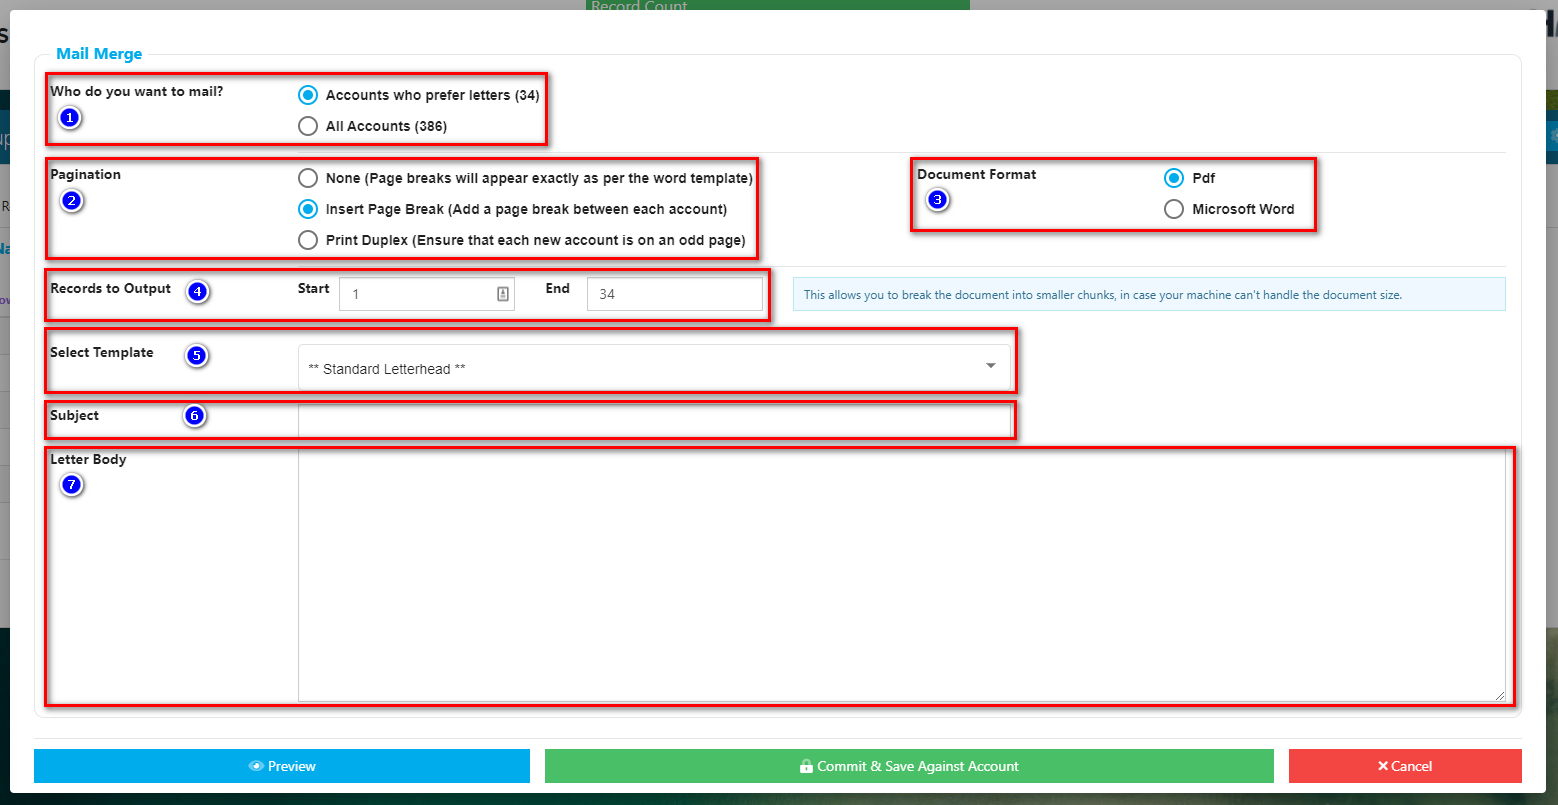 Record Count
Mail Merge
Who do you want to mail?
1
Accounts who prefer letters (34)
All Accounts (386)
Pagination
2
None (Page breaks will appear exactly as per the word template)
Insert Page Break (Add a page break between each account)
Print Duplex (Ensure that each new account is on an odd page)
Document Format
3
Pdf
Microsoft Word
Records to Output
4
Start
1
End
34
This allows you to break the document into smaller chunks, in case your machine can't handle the document size.
Select Template
5
** Standard Letterhead **
Subject
6
Letter Body
7
Preview
Commit & Save Against Account
Cancel